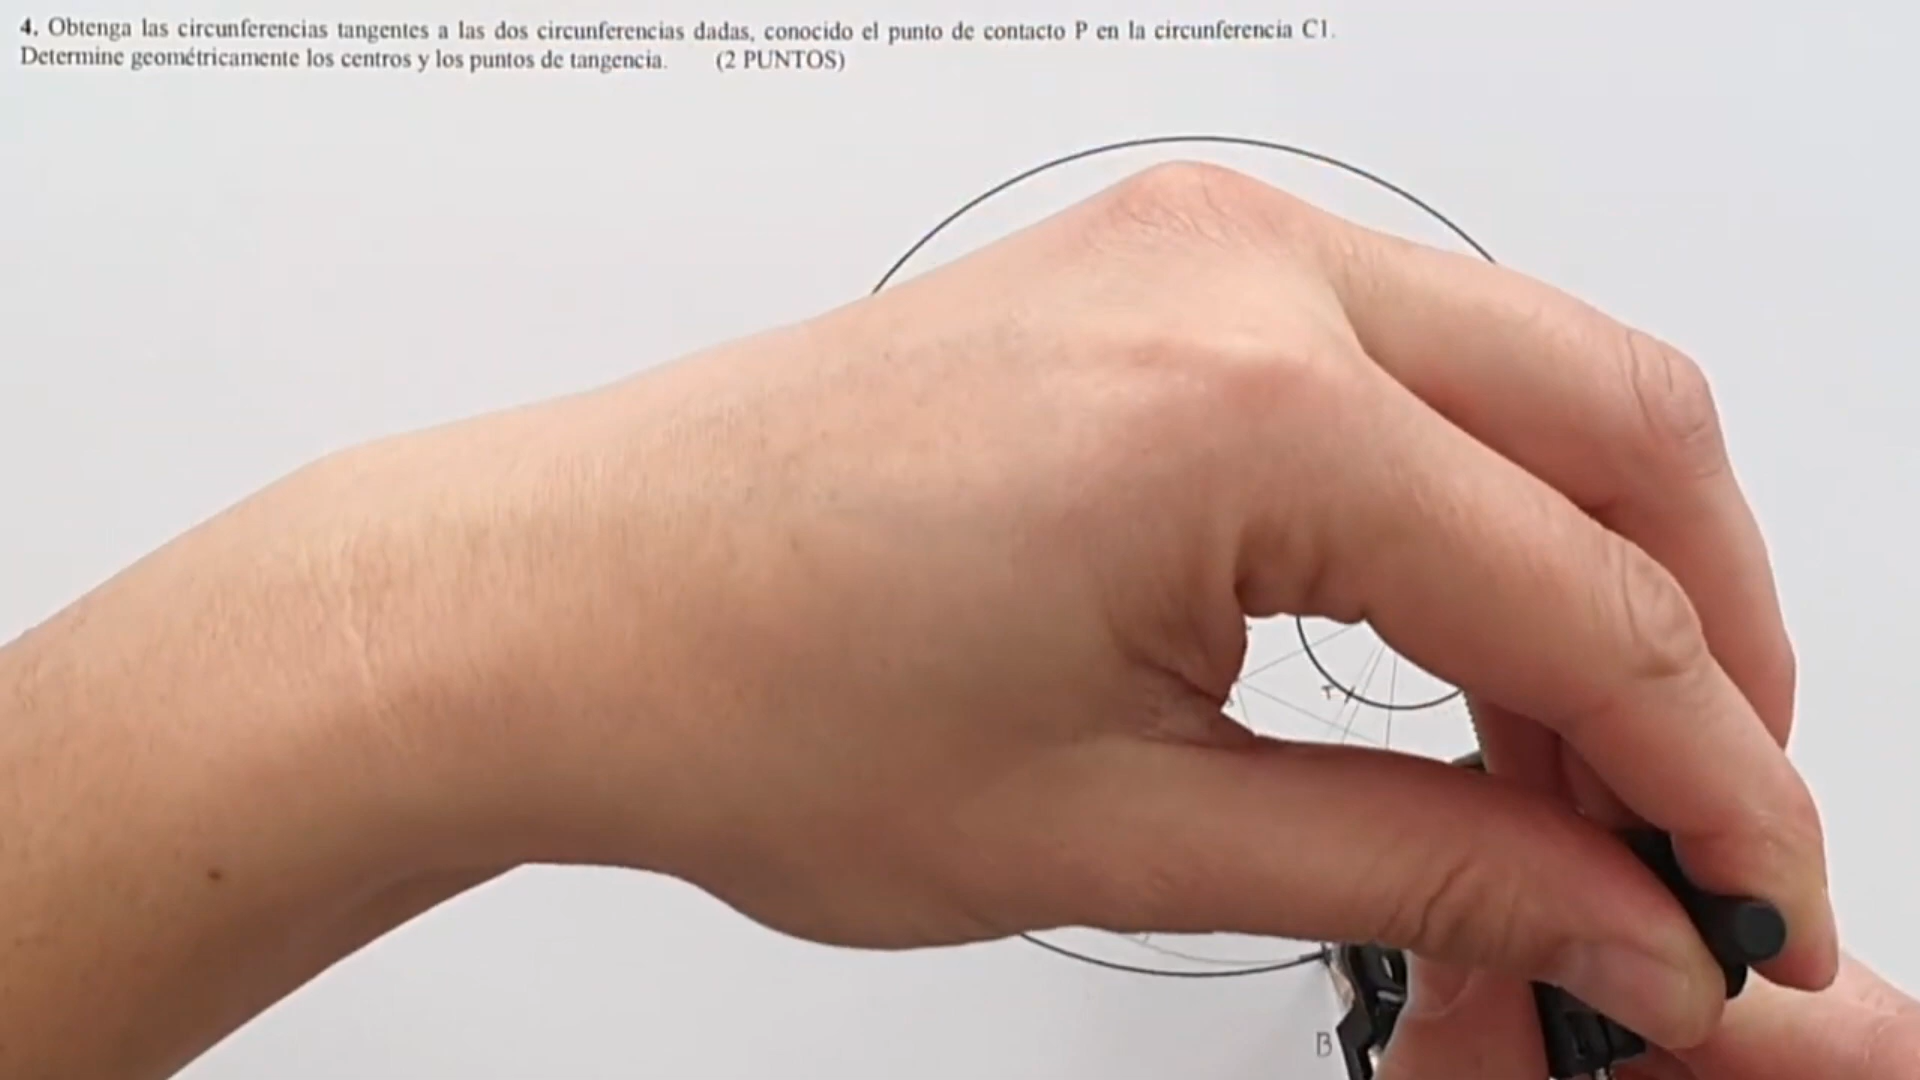 4. Obtenga las circunferencias tangentes a las dos circunferencias dadas, conocido el punto de contacto P en la circunferencia C1.
Determine geométricamente los centros y los puntos de tangencia. (2 PUNTOS)
T
B